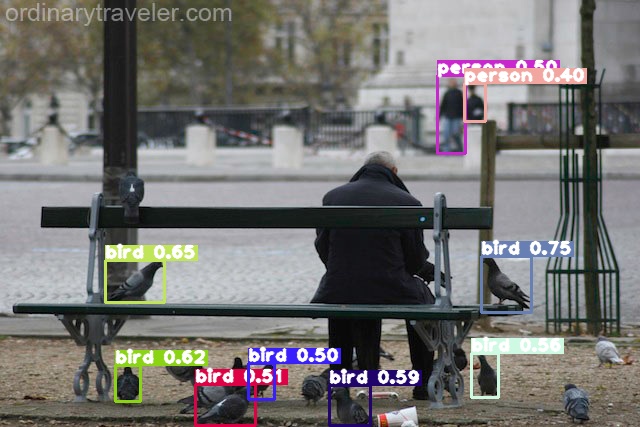 ordinarytraveler.com
person 0.50
person 0.40
bird 0.65
bird 0.75
bird 0.56
bird 0.62
bird 0.50
bird 0.51
bird 0.59